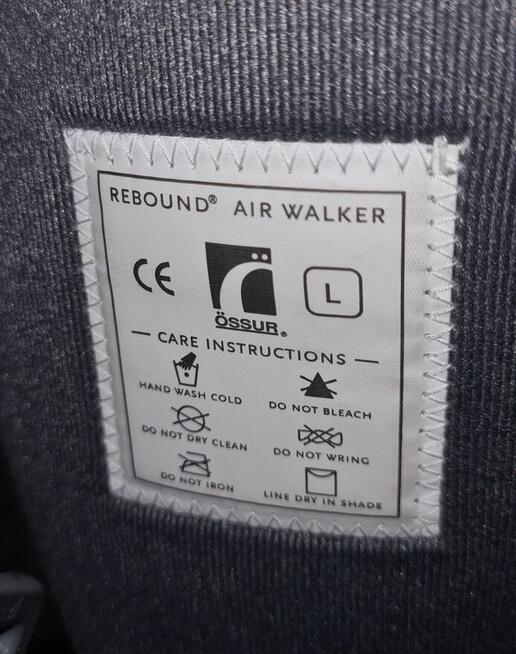 REBOUND® AIR WALKER
CE L
ÖSSUR®
CARE INSTRUCTIONS
HAND WASH COLD DO NOT BLEACH
DO NOT DRY CLEAN DO NOT WRING
DO NOT IRON LINE DRY IN SHADE